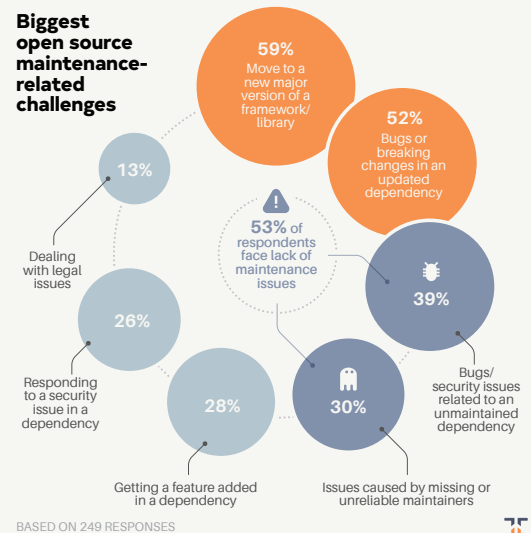 Biggest
open source
maintenance-
related
challenges
59%
Move to a
new major
version of a
framework/
library
52%
Bugs or
breaking
changes in an
updated
dependency
13%
53% of
respondents
face lack of
maintenance
issues
Dealing
with legal
issues
39%
26%
Bugs/
security issues
related to an
unmaintained
dependency
Responding
to a security
issue in a
dependency
28%
30%
Getting a feature added
in a dependency
Issues caused by missing or
unreliable maintainers
BASED ON 249 RESPONSES